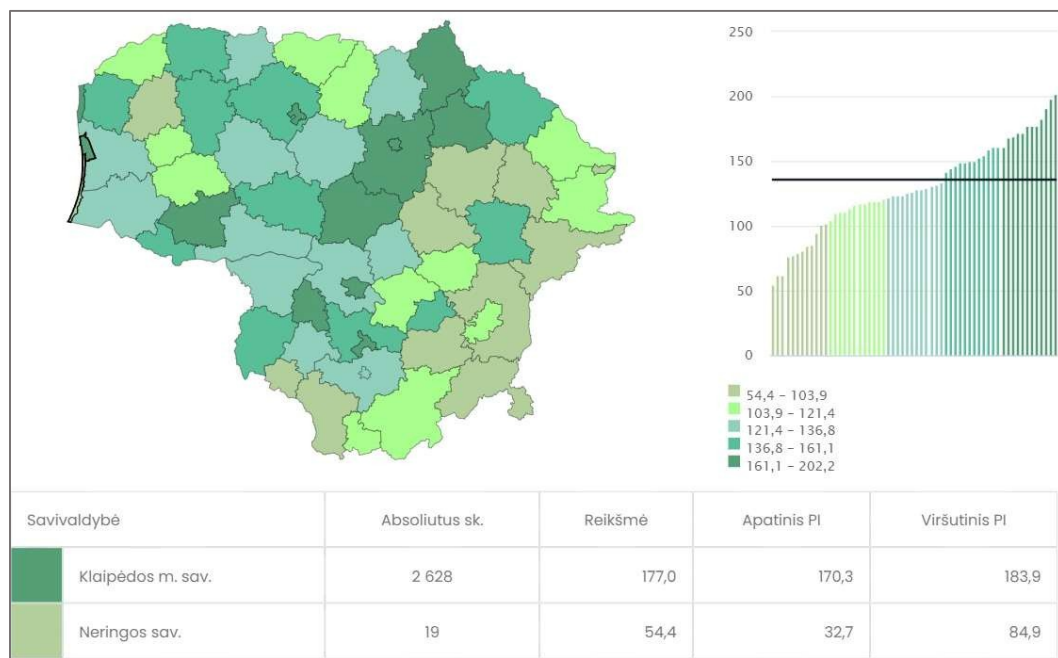 250
200
150
100
50
0
54,4 – 103,9
103,9 – 121,4
121,4 – 136,8
136,8 – 161,1
161,1 – 202,2
Savivaldybė Absoliutus sk. Reikšmė Apatinis PI Viršutinis PI
Klaipėdos m. sav. 2 628 177,0 170,3 183,9
Neringos sav. 19 54,4 32,7 84,9